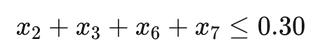 x₂ + x₃ + x₆ + x₇ ≤ 0.30